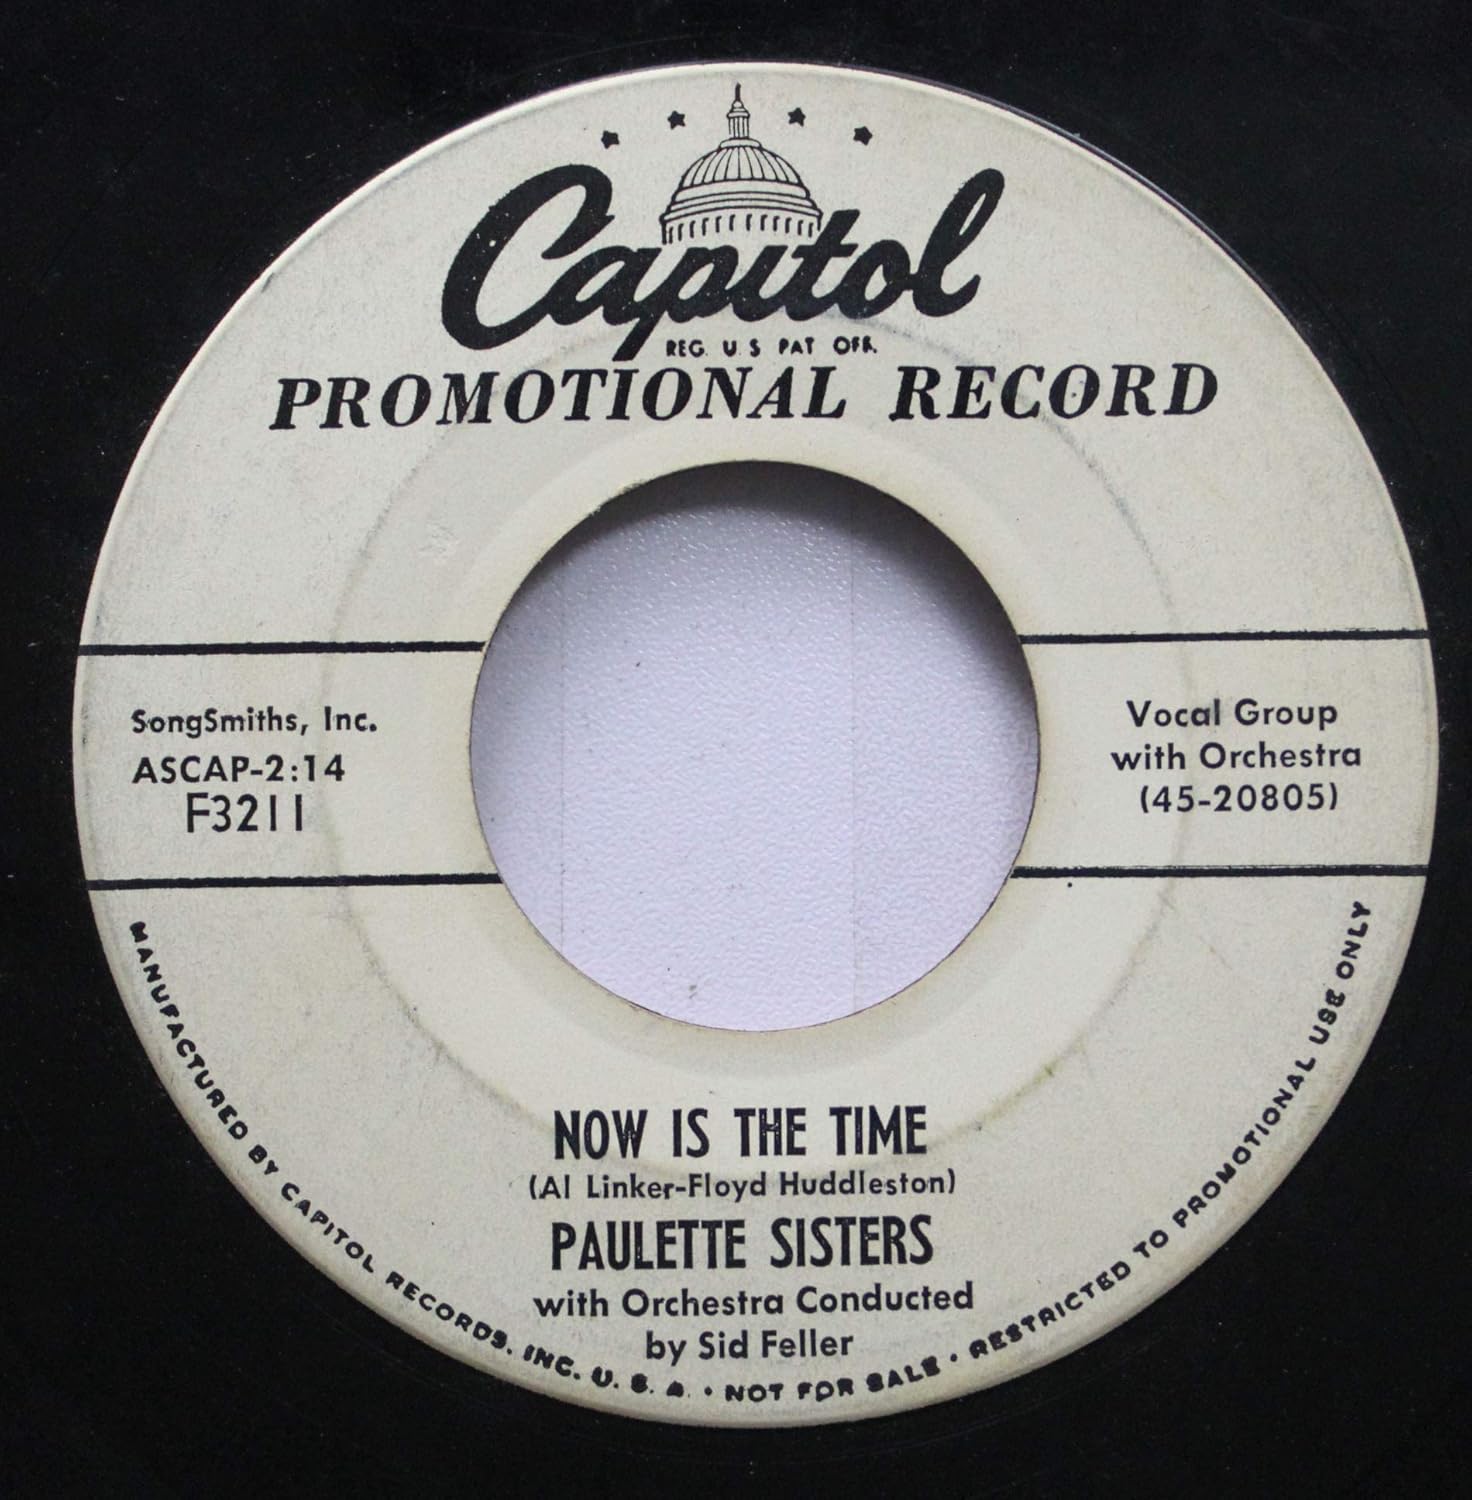 Capitol
REG. U.S. PAT. OFF.
PROMOTIONAL RECORD
SongSmiths, Inc.
ASCAP-2:14
F3211
Vocal Group
with Orchestra
(45-20805)
NOW IS THE TIME
(Al Linker-Floyd Huddleston)
PAULETTE SISTERS
with Orchestra Conducted
by Sid Feller
MANUFACTURED BY CAPITOL RECORDS, INC. U. S. A. • NOT FOR SALE • RESTRICTED TO PROMOTIONAL USE ONLY